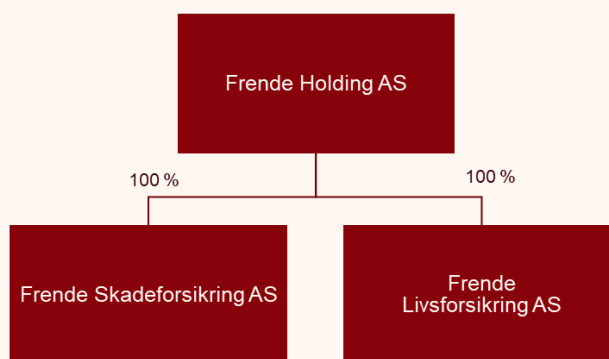 Frende Holding AS
100 %
100 %
Frende Skadeforsikring AS
Frende
Livsforsikring AS